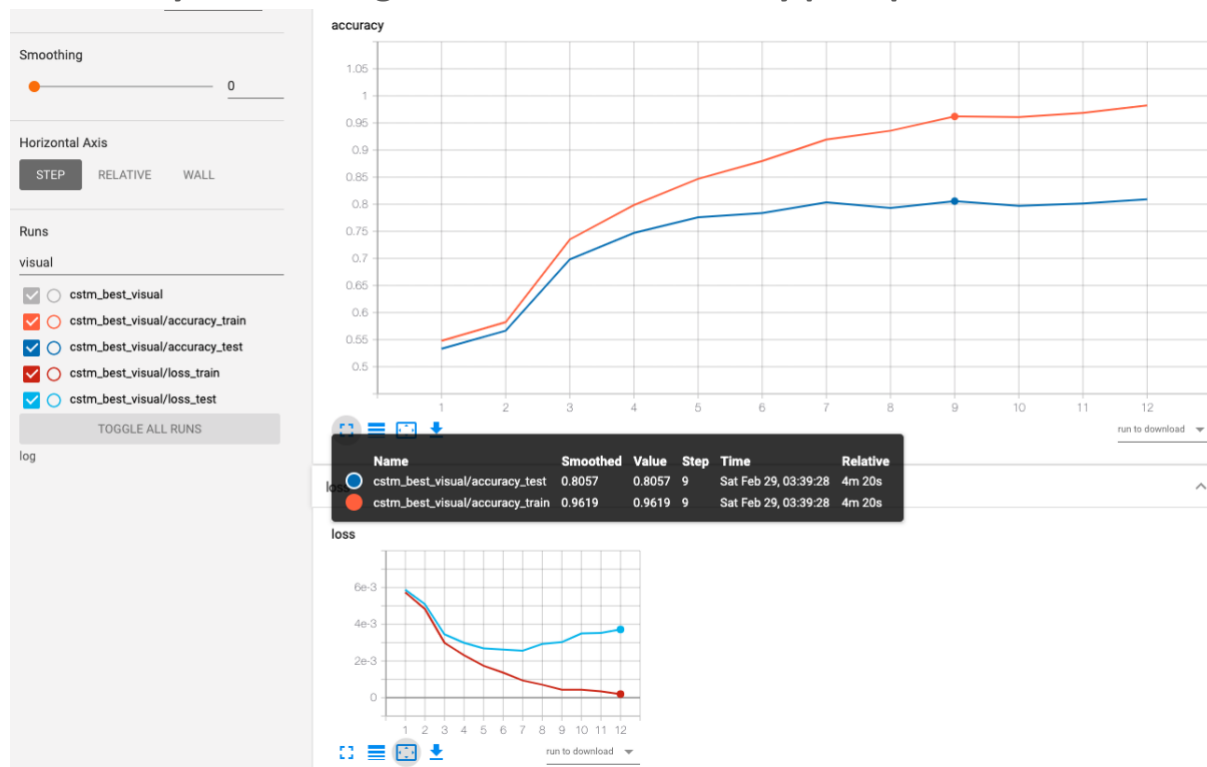 accuracy
Smoothing
0
Horizontal Axis
STEP RELATIVE WALL
Runs
visual
cstm_best_visual
cstm_best_visual/accuracy_train
cstm_best_visual/accuracy_test
cstm_best_visual/loss_train
cstm_best_visual/loss_test
TOGGLE ALL RUNS
log
1.05
1
0.95
0.9
0.85
0.8
0.75
0.7
0.65
0.6
0.55
0.5
1 2 3 4 5 6 7 8 9 10 11 12
run to download
Name Smoothed Value Step Time Relative
cstm_best_visual/accuracy_test 0.8057 0.8057 9 Sat Feb 29, 03:39:28 4m 20s
cstm_best_visual/accuracy_train 0.9619 0.9619 9 Sat Feb 29, 03:39:28 4m 20s
loss
6e-3
4e-3
2e-3
0
1 2 3 4 5 6 7 8 9 10 11 12
run to download